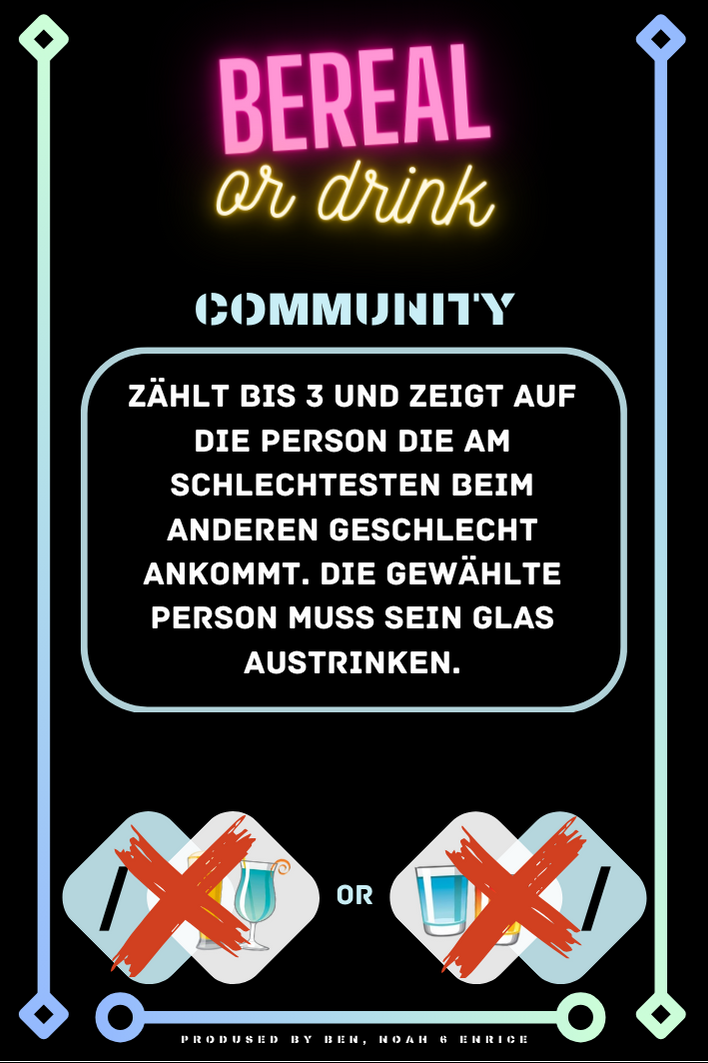 BEREAL
or drink
COMMUNITY
ZÄHLT BIS 3 UND ZEIGT AUF
DIE PERSON DIE AM
SCHLECHTESTEN BEIM
ANDEREN GESCHLECHT
ANKOMMT. DIE GEWÄHLTE
PERSON MUSS SEIN GLAS
AUSTRINKEN.
/ OR /
PRODUSED BY BEN, NOAH & ENRICE